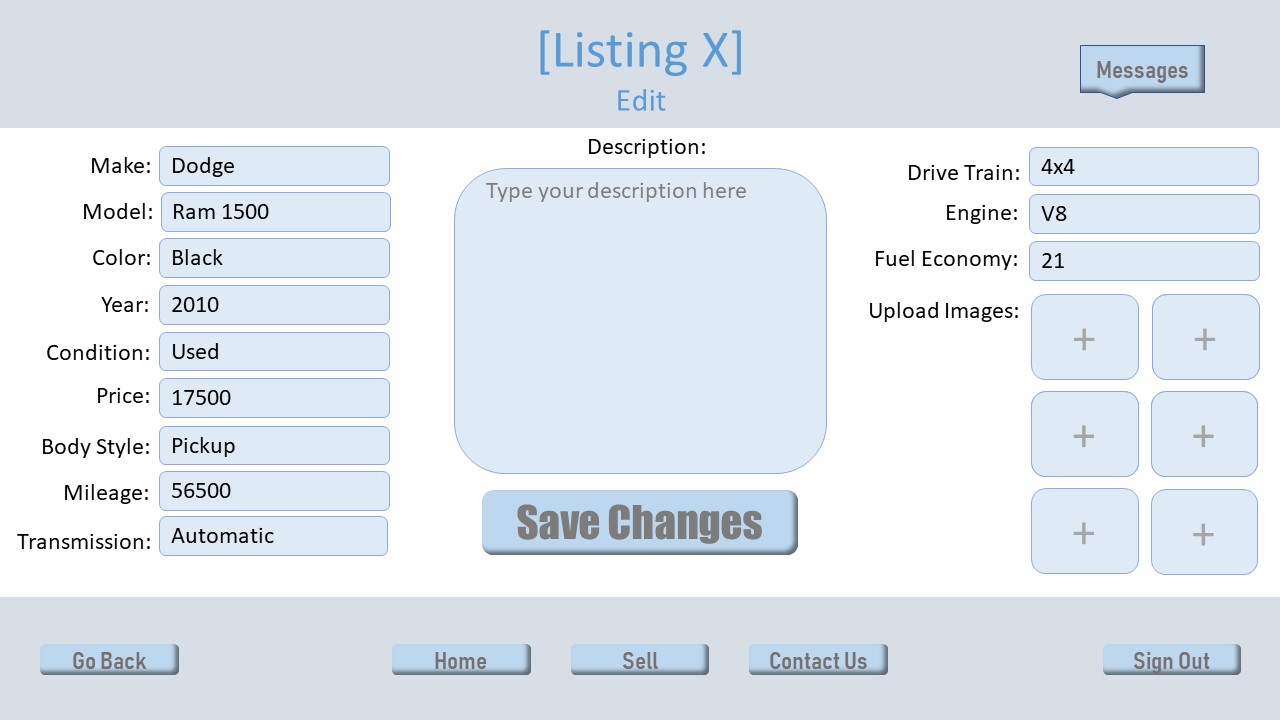 [Listing X]
Edit
Messages
Make: Dodge
Model: Ram 1500
Color: Black
Year: 2010
Condition: Used
Price: 17500
Body Style: Pickup
Mileage: 56500
Transmission: Automatic
Description:
Type your description here
Save Changes
Drive Train: 4x4
Engine: V8
Fuel Economy: 21
Upload Images:
+ +
+ +
+ +
Go Back
Home
Sell
Contact Us
Sign Out